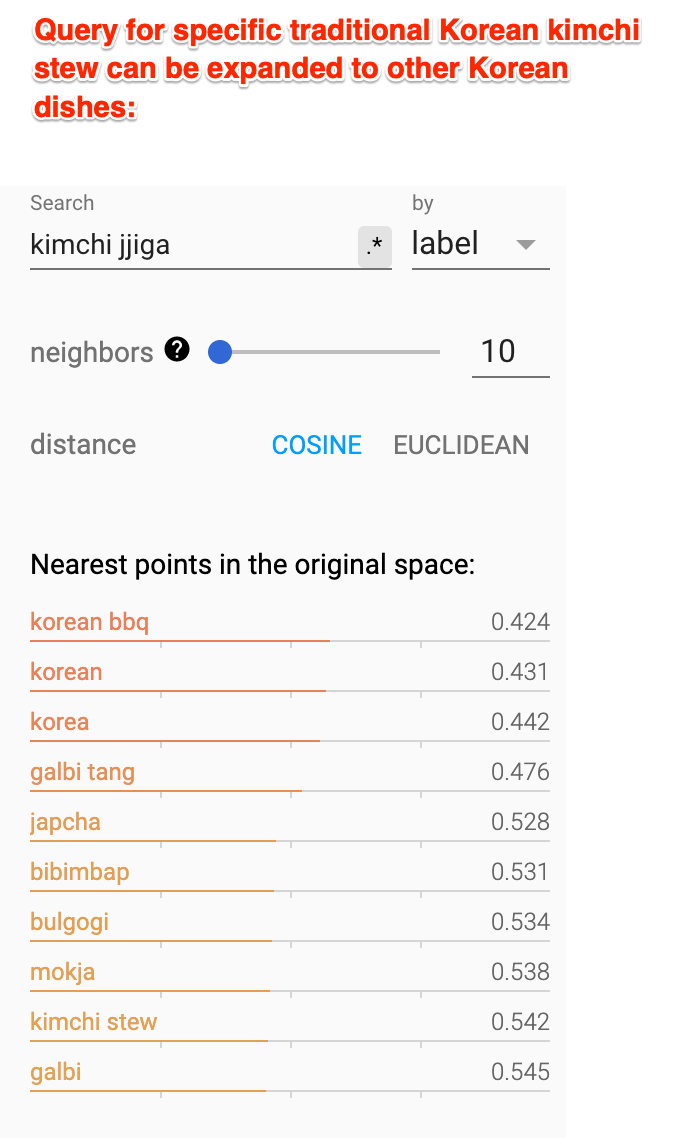 Query for specific traditional Korean kimchi
stew can be expanded to other Korean
dishes:
Search by
kimchi jjiga .* label
neighbors ? 10
distance COSINE EUCLIDEAN
Nearest points in the original space:
korean bbq 0.424
korean 0.431
korea 0.442
galbi tang 0.476
japcha 0.528
bibimbap 0.531
bulgogi 0.534
mokja 0.538
kimchi stew 0.542
galbi 0.545